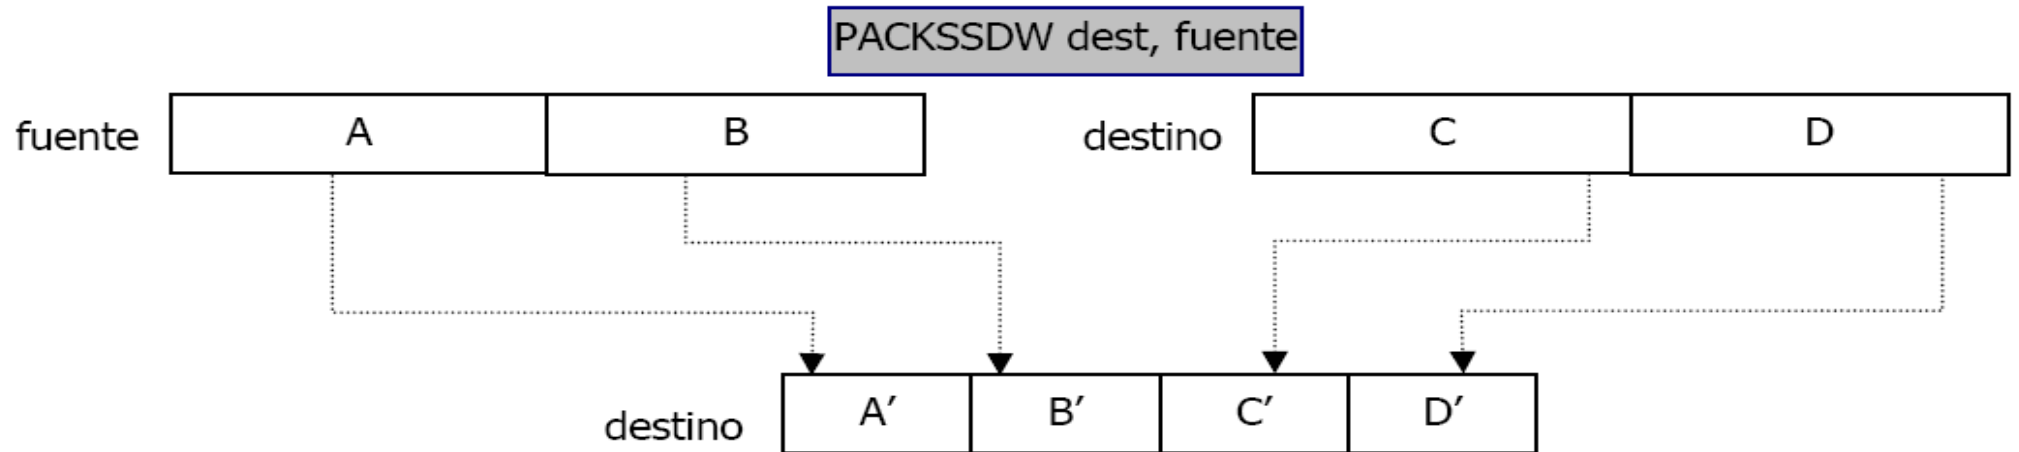 PACKSSDW dest, fuente
fuente A B destino C D
destino A′ B′ C′ D′